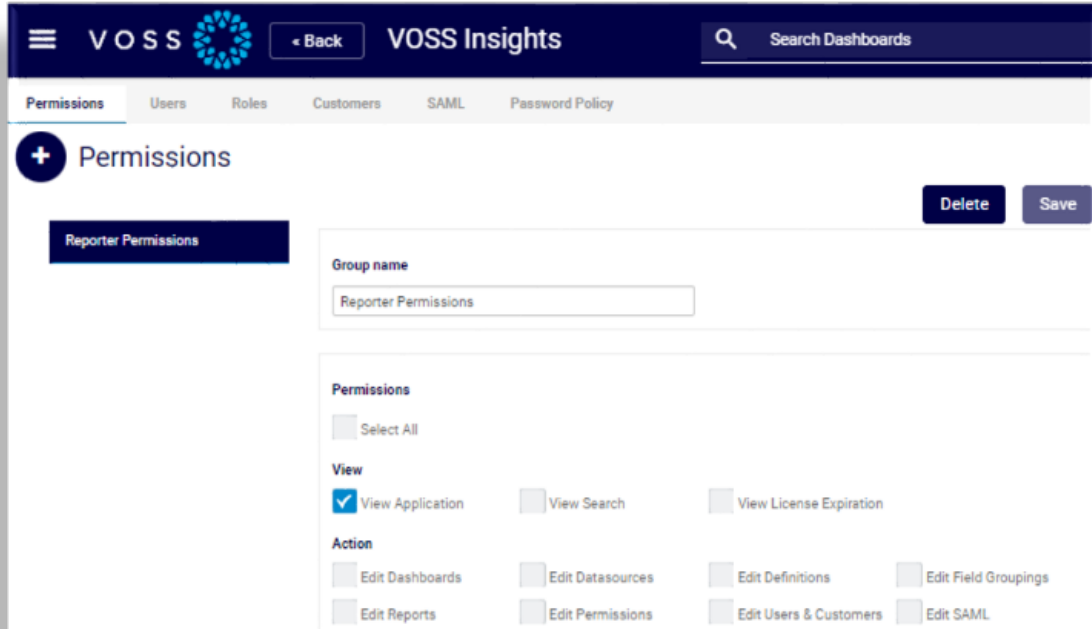 VOSS « Back VOSS Insights Search Dashboards
Permissions Users Roles Customers SAML Password Policy
+ Permissions
Delete Save
Reporter Permissions
Group name
Reporter Permissions
Permissions
Select All
View
View Application View Search View License Expiration
Action
Edit Dashboards Edit Datasources Edit Definitions Edit Field Groupings
Edit Reports Edit Permissions Edit Users & Customers Edit SAML